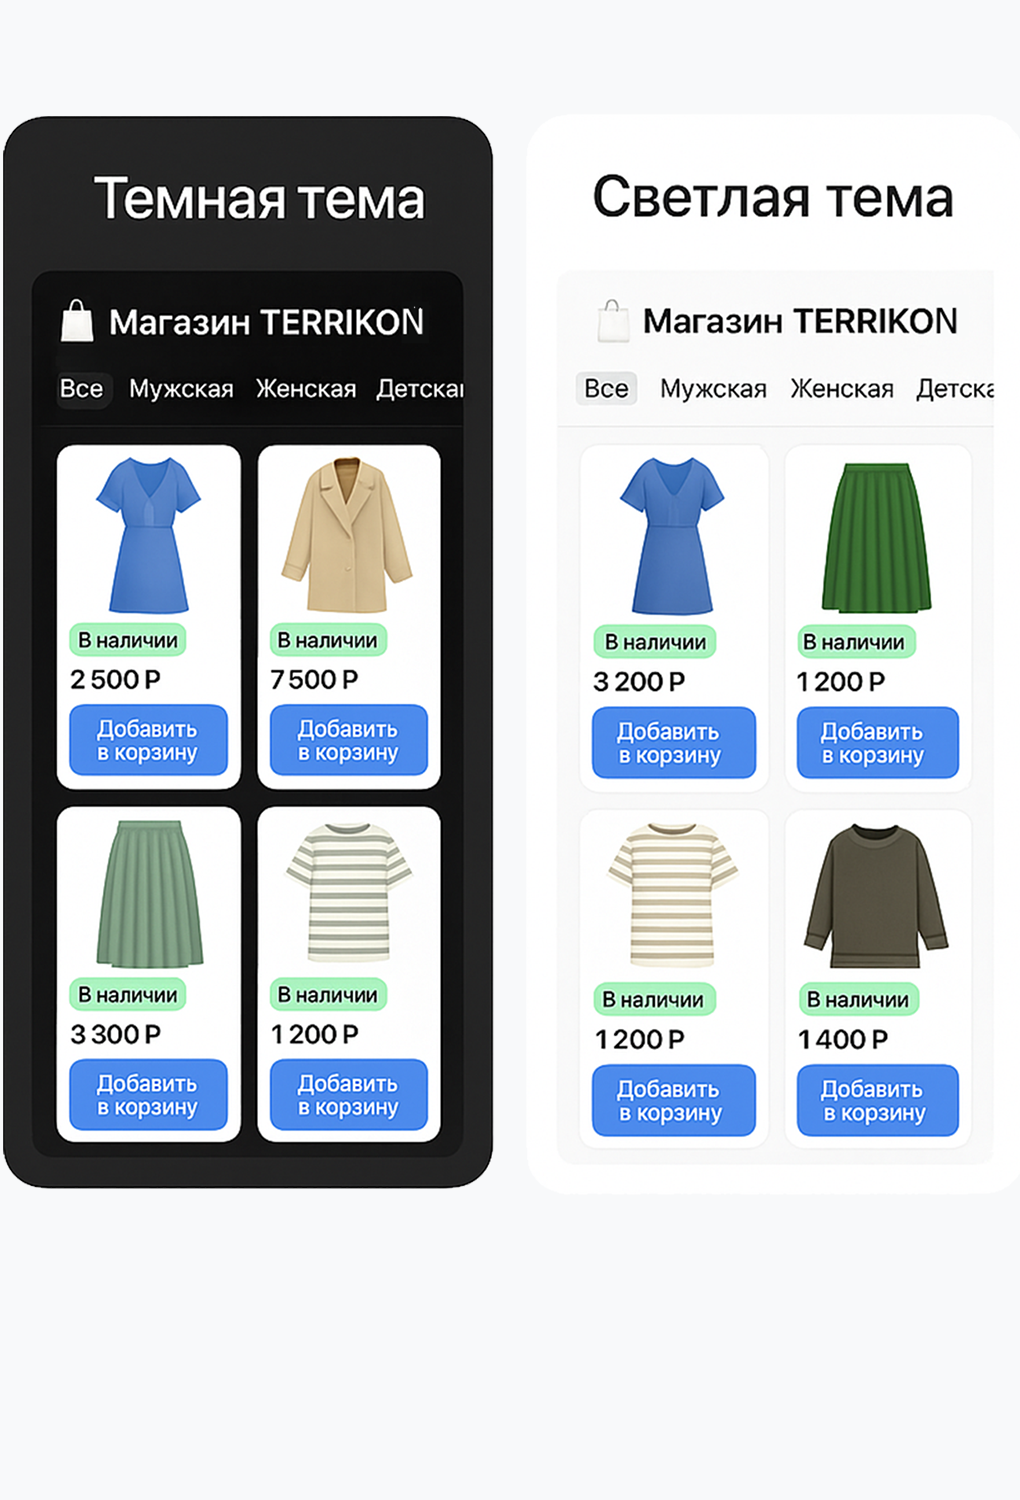 Темная тема
Магазин TERRIKON
Все Мужская Женская Детская
В наличии
2 500 Р
Добавить
в корзину
В наличии
7 500 Р
Добавить
в корзину
В наличии
3 300 Р
Добавить
в корзину
В наличии
1 200 Р
Добавить
в корзину
Светлая тема
Магазин TERRIKON
Все Мужская Женская Детска
В наличии
3 200 Р
Добавить
в корзину
В наличии
1 200 Р
Добавить
в корзину
В наличии
1 200 Р
Добавить
в корзину
В наличии
1 400 Р
Добавить
в корзину